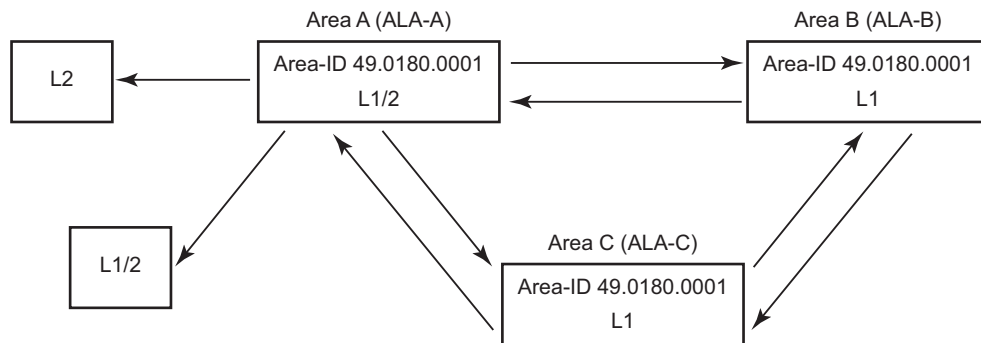 Area A (ALA-A)
Area-ID 49.0180.0001
L1/2
Area B (ALA-B)
Area-ID 49.0180.0001
L1
L2
L1/2
Area C (ALA-C)
Area-ID 49.0180.0001
L1